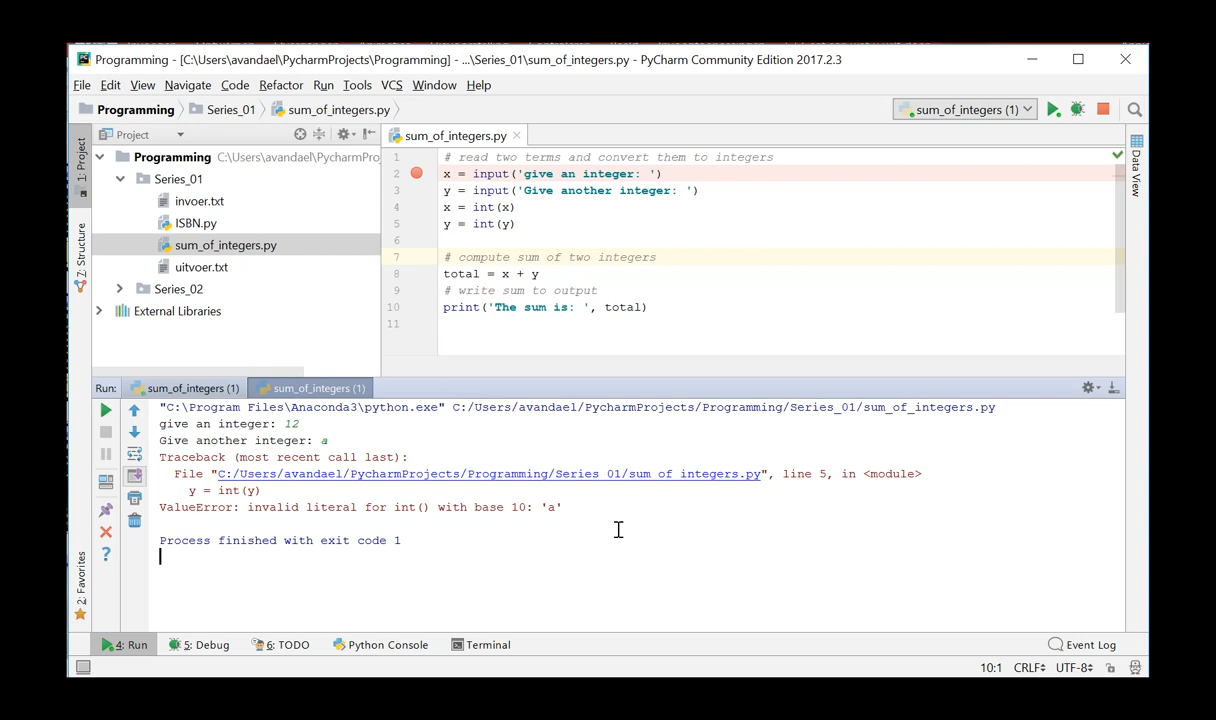 Programming - [C:\Users\avandael\PycharmProjects\Programming] - ...\Series_01\sum_of_integers.py - PyCharm Community Edition 2017.2.3
File Edit View Navigate Code Refactor Run Tools VCS Window Help
Programming Series_01 sum_of_integers.py sum_of_integers (1)
Project sum_of_integers.py
1: Project
7: Structure
2: Favorites
Data View
Programming C:\Users\avandael\PycharmPro
Series_01
invoer.txt
ISBN.py
sum_of_integers.py
uitvoer.txt
Series_02
External Libraries
1 # read two terms and convert them to integers
2 x = input('give an integer: ')
3 y = input('Give another integer: ')
4 x = int(x)
5 y = int(y)
6
7 # compute sum of two integers
8 total = x + y
9 # write sum to output
10 print('The sum is: ', total)
11
Run: sum_of_integers (1) sum_of_integers (1)
"C:\Program Files\Anaconda3\python.exe" C:/Users/avandael/PycharmProjects/Programming/Series_01/sum_of_integers.py
give an integer: 12
Give another integer: a
Traceback (most recent call last):
File "C:/Users/avandael/PycharmProjects/Programming/Series_01/sum_of_integers.py", line 5, in <module>
y = int(y)
ValueError: invalid literal for int() with base 10: 'a'
Process finished with exit code 1
4: Run 5: Debug 6: TODO Python Console Terminal Event Log
10:1 CRLF UTF-8